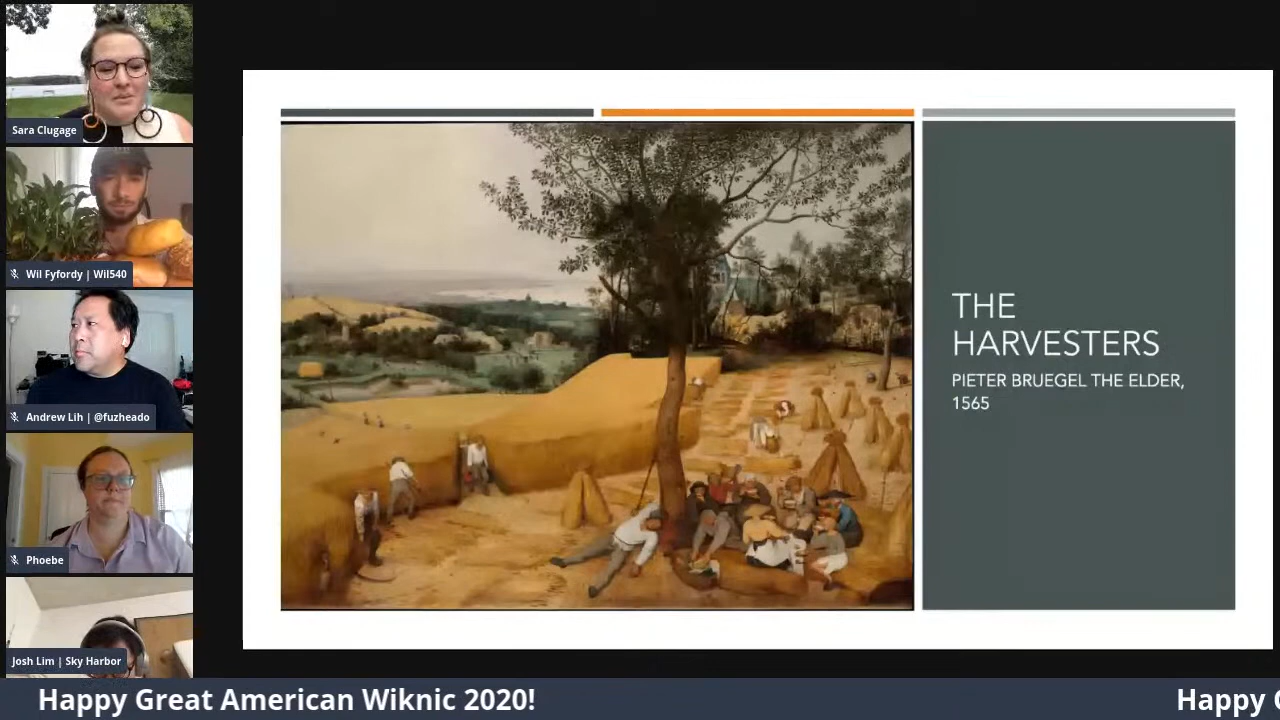 Sara Clugage
Wil Fyfordy | Wil540
Andrew Lih | @fuzheado
Phoebe
Josh Lim | Sky Harbor
THE
HARVESTERS
PIETER BRUEGEL THE ELDER,
1565
Happy Great American Wiknic 2020!
Happy